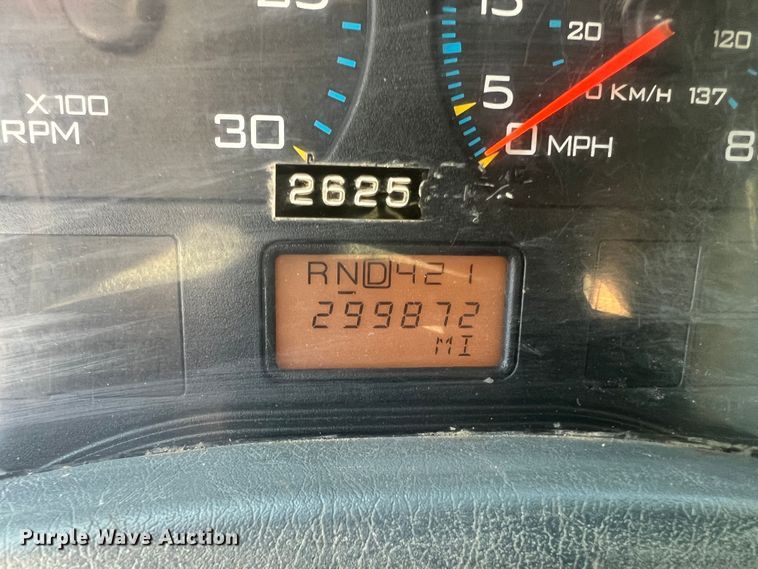 25
15
20
120
X100
RPM
30
5
0 KM/H 137
0 MPH
2625
RND421
299872
MI
Purple Wave Auction